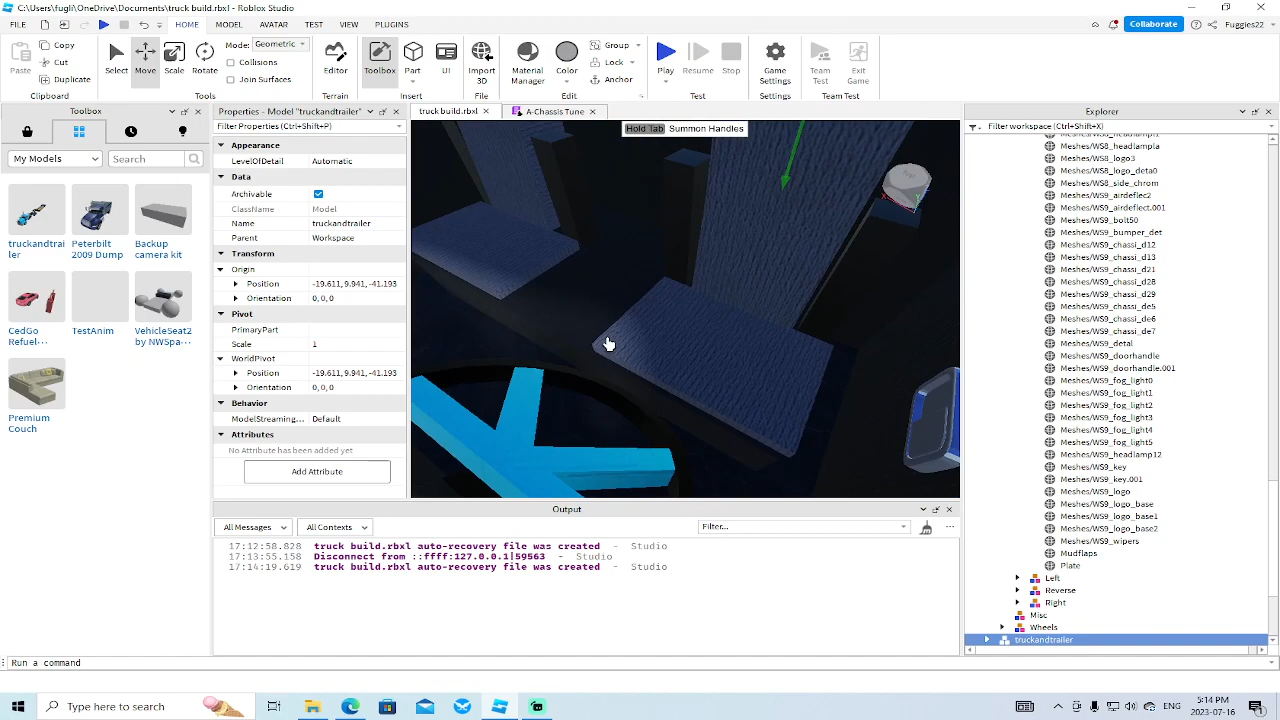 C:\Users\fugli\OneDrive\Documents\truck build.rbxl - Roblox Studio
FILE HOME MODEL AVATAR TEST VIEW PLUGINS
Collaborate
Fuggies22
Paste
Copy
Cut
Duplicate
Clipboard
Select
Move
Scale
Rotate
Mode: Geometric
Collisions
Join Surfaces
Tools
Editor
Terrain
Toolbox
Part
UI
Insert
Import 3D
File
Material Manager
Color
Group
Lock
Anchor
Edit
Play
Resume
Stop
Test
Game Settings
Settings
Team Test
Exit Game
Team Test
Toolbox
My Models
Search
truckandtrai
ler
Peterbilt
2009 Dump
Backup
camera kit
CedGo
Refuel···
TestAnim
VehicleSeat2
by NWSpa···
Premium
Couch
Properties - Model "truckandtrailer"
Filter Properties (Ctrl+Shift+P)
Appearance
LevelOfDetail Automatic
Data
Archivable
ClassName Model
Name truckandtrailer
Parent Workspace
Transform
Origin
Position -19.611, 9.941, -41.193
Orientation 0, 0, 0
Pivot
PrimaryPart
Scale 1
WorldPivot
Position -19.611, 9.941, -41.193
Orientation 0, 0, 0
Behavior
ModelStreaming... Default
Attributes
No Attribute has been added yet
Add Attribute
truck build.rbxl
A-Chassis Tune
Hold Tab Summon Handles
NW
Output
All Messages
All Contexts
Filter...
17:12:58.828 truck build.rbxl auto-recovery file was created - Studio
17:13:55.158 Disconnect from ::ffff:127.0.0.1|59563 - Studio
17:14:19.619 truck build.rbxl auto-recovery file was created - Studio
Explorer
Filter workspace (Ctrl+Shift+X)
Meshes/WS8_headlampa
Meshes/WS8_logo3
Meshes/WS8_logo_deta0
Meshes/WS8_side_chrom
Meshes/WS9_airdeflec2
Meshes/WS9_airdeflect.001
Meshes/WS9_bolt50
Meshes/WS9_bumper_det
Meshes/WS9_chassi_d12
Meshes/WS9_chassi_d13
Meshes/WS9_chassi_d21
Meshes/WS9_chassi_d28
Meshes/WS9_chassi_d29
Meshes/WS9_chassi_de5
Meshes/WS9_chassi_de6
Meshes/WS9_chassi_de7
Meshes/WS9_detal
Meshes/WS9_doorhandle
Meshes/WS9_doorhandle.001
Meshes/WS9_fog_light0
Meshes/WS9_fog_light1
Meshes/WS9_fog_light2
Meshes/WS9_fog_light3
Meshes/WS9_fog_light4
Meshes/WS9_fog_light5
Meshes/WS9_headlamp12
Meshes/WS9_key
Meshes/WS9_key.001
Meshes/WS9_logo
Meshes/WS9_logo_base
Meshes/WS9_logo_base1
Meshes/WS9_logo_base2
Meshes/WS9_wipers
Mudflaps
Plate
Left
Reverse
Right
Misc
Wheels
truckandtrailer
Run a command
Type here to search
ENG
5:14 PM
2023-07-16